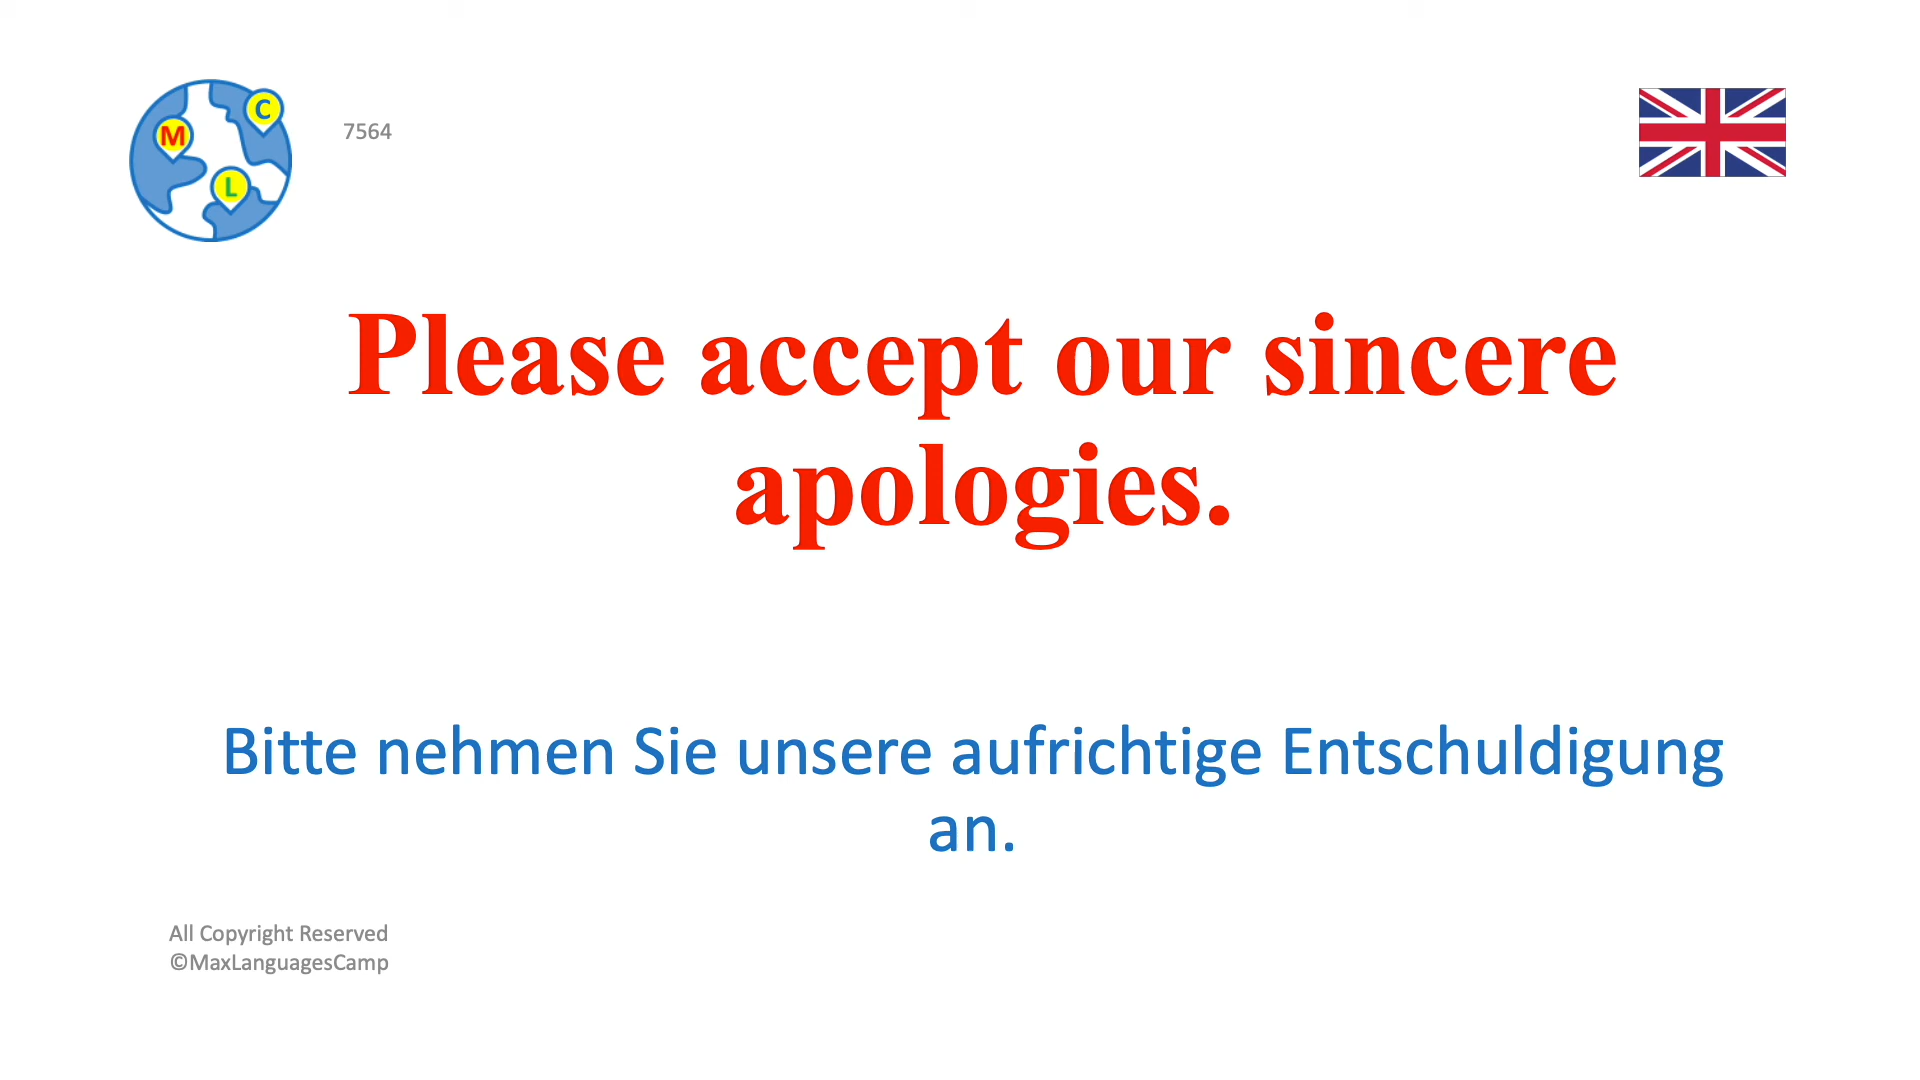 M
C
L
7564
Please accept our sincere
apologies.
Bitte nehmen Sie unsere aufrichtige Entschuldigung
an.
All Copyright Reserved
©MaxLanguagesCamp